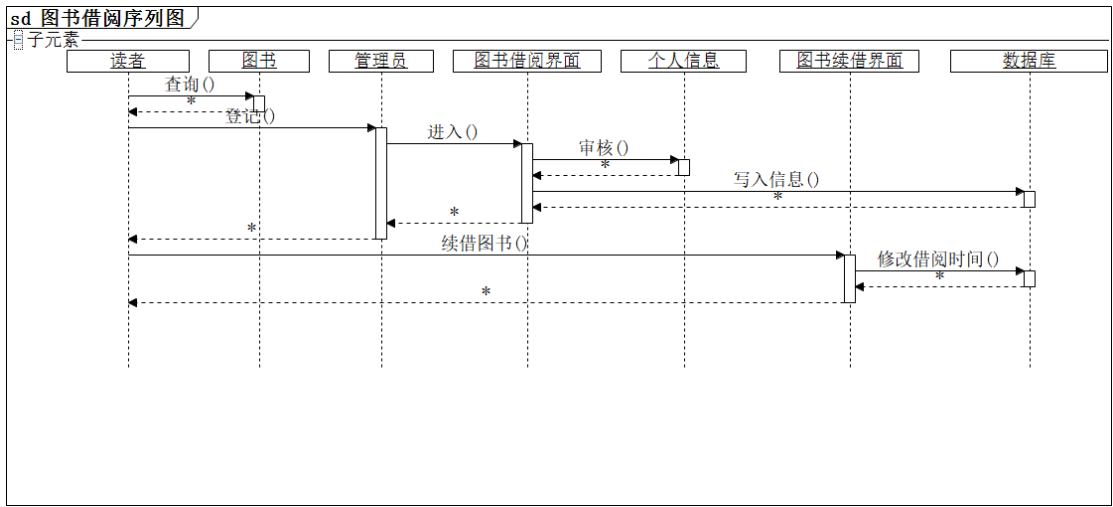 sd 图书借阅序列图
子元素
读者 图书 管理员 图书借阅界面 个人信息 图书续借界面 数据库
查询()
*
登记()
进入()
审核()
*
写入信息()
*
*
*
续借图书()
修改借阅时间()
*
*